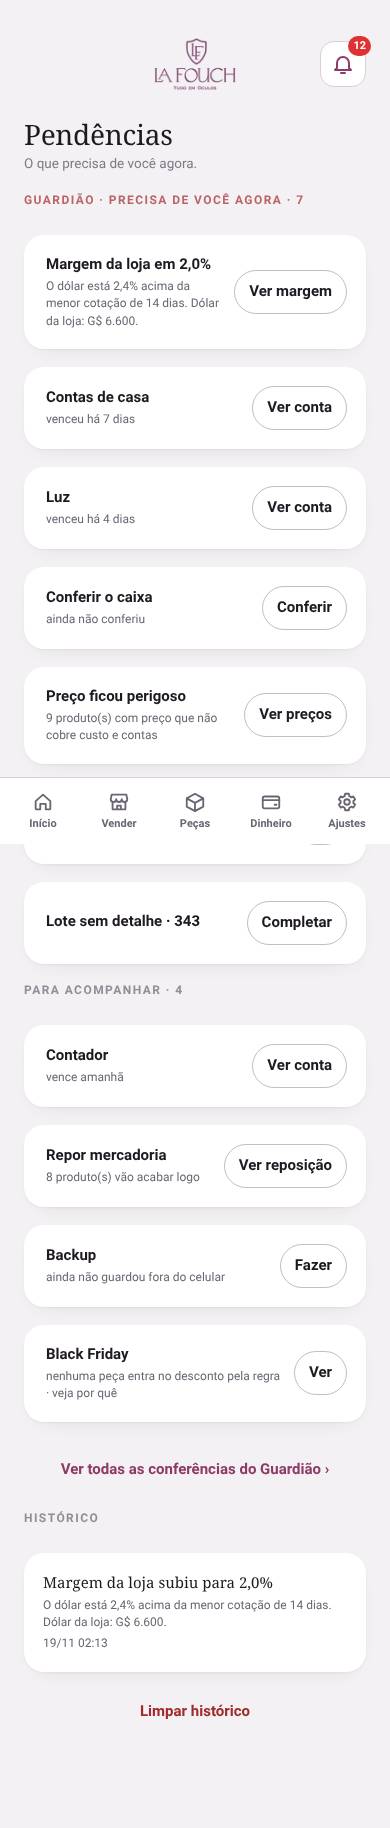 LF
LA FOUCH
TUDO EM ÓCULOS
12
Pendências
O que precisa de você agora.
GUARDIÃO · PRECISA DE VOCÊ AGORA · 7
Margem da loja em 2,0%
O dólar está 2,4% acima da
menor cotação de 14 dias. Dólar
da loja: G$ 6.600.
Ver margem
Contas de casa
venceu há 7 dias
Ver conta
Luz
venceu há 4 dias
Ver conta
Conferir o caixa
ainda não conferiu
Conferir
Preço ficou perigoso
9 produto(s) com preço que não
cobre custo e contas
Ver preços
Início
Vender
Peças
Dinheiro
Ajustes
Lote sem detalhe · 343
Completar
PARA ACOMPANHAR · 4
Contador
vence amanhã
Ver conta
Repor mercadoria
8 produto(s) vão acabar logo
Ver reposição
Backup
ainda não guardou fora do celular
Fazer
Black Friday
nenhuma peça entra no desconto pela regra
· veja por quê
Ver
Ver todas as conferências do Guardião ›
HISTÓRICO
Margem da loja subiu para 2,0%
O dólar está 2,4% acima da menor cotação de 14 dias.
Dólar da loja: G$ 6.600.
19/11 02:13
Limpar histórico